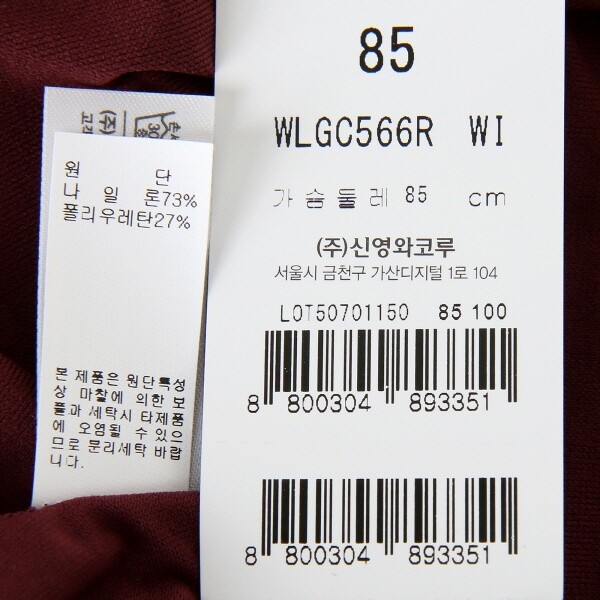 30
(주)
원 단
나 일 론73%
폴리우레탄27%
본 제품은 원단특성
상 마찰에 의한 보
풀과 세탁시 타제품
에 오염될 수 있으
므로 분리세탁 바랍
니다.
85
WLGC566R WI
가슴둘레 85 cm
(주)신영와코루
서울시 금천구 가산디지털 1로 104
LOT50701150 85 100
8 800304 893351
8 800304 893351